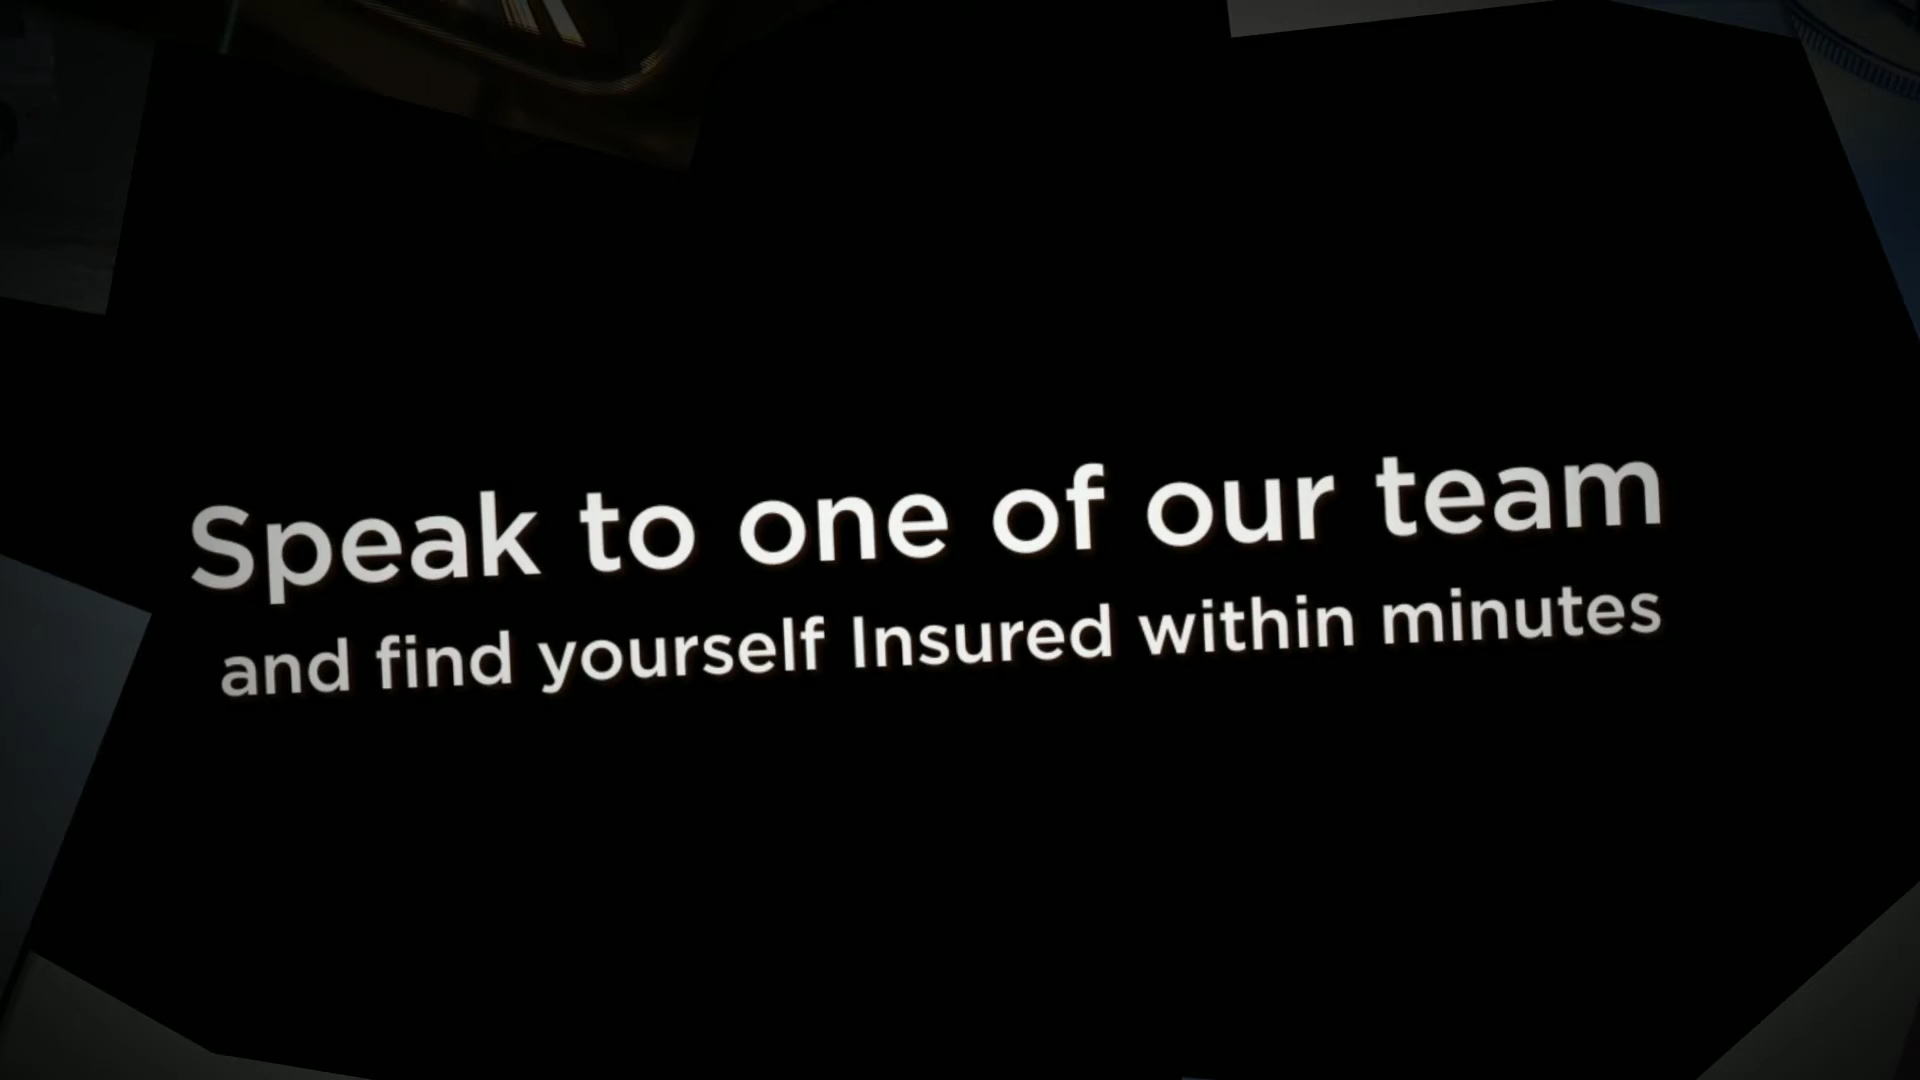 Speak to one of our team
and find yourself Insured within minutes